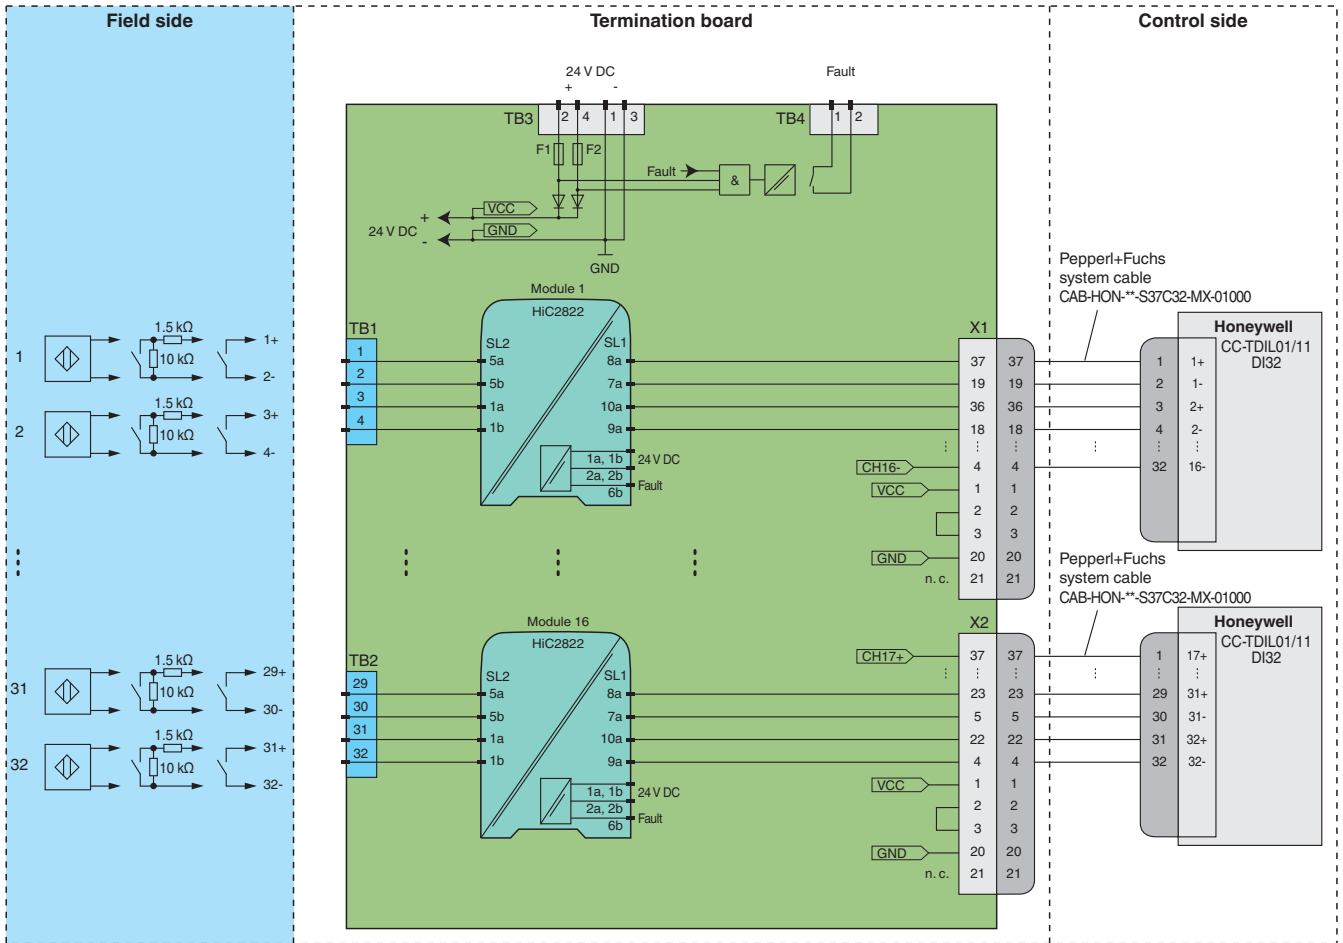 Field side
Termination board
Control side
24 V DC
+ -
Fault
TB3 2 4 1 3
TB4 1 2
F1 F2
Fault
&
VCC
+
24 V DC
-
GND
GND
Pepperl+Fuchs
system cable
CAB-HON-**-S37C32-MX-01000
Module 1
HiC2822
TB1
X1
Honeywell
CC-TDIL01/11
DI32
SL2 SL1
1 1.5 kΩ 10 kΩ 1+ 2-
2 1.5 kΩ 10 kΩ 3+ 4-
1 5a 8a 37 37 1 1+
2 5b 7a 19 19 2 1-
3 1a 10a 36 36 3 2+
4 1b 9a 18 18 4 2-
CH16- 4 4 32 16-
1a, 1b 24 V DC
2a, 2b
6b Fault
VCC 1 1
2 2
3 3
GND 20 20
n. c. 21 21
Pepperl+Fuchs
system cable
CAB-HON-**-S37C32-MX-01000
Module 16
HiC2822
TB2
X2
Honeywell
CC-TDIL01/11
DI32
SL2 SL1
CH17+ 37 37 1 17+
31 1.5 kΩ 10 kΩ 29+ 30-
32 1.5 kΩ 10 kΩ 31+ 32-
29 5a 8a 23 23 29 31+
30 5b 7a 5 5 30 31-
31 1a 10a 22 22 31 32+
32 1b 9a 4 4 32 32-
1a, 1b 24 V DC
2a, 2b
6b Fault
VCC 1 1
2 2
3 3
GND 20 20
n. c. 21 21